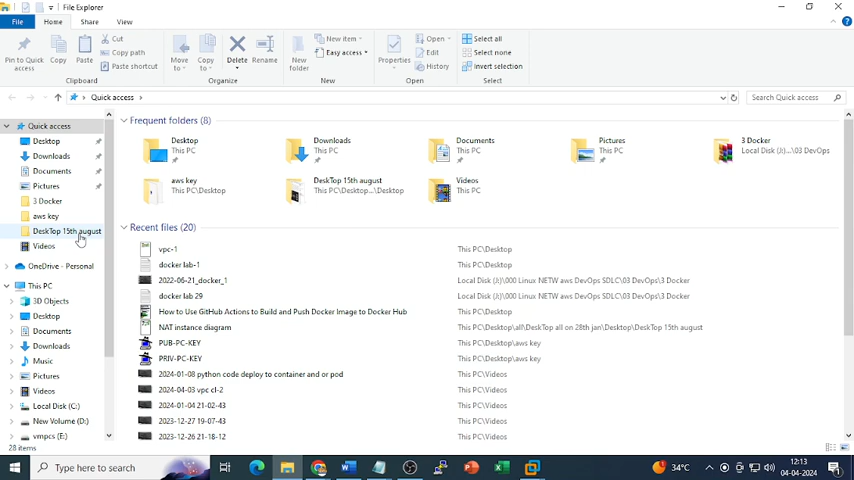 File Explorer
File Home Share View
Pin to Quick access
Copy
Paste
Cut
Copy path
Paste shortcut
Clipboard
Move to
Copy to
Delete
Rename
Organize
New folder
New item
Easy access
New
Properties
Open
Edit
History
Open
Select all
Select none
Invert selection
Select
Quick access
Search Quick access
Quick access
Desktop
Downloads
Documents
Pictures
3 Docker
aws key
DeskTop 15th august
Videos
OneDrive - Personal
This PC
3D Objects
Desktop
Documents
Downloads
Music
Pictures
Videos
Local Disk (C:)
New Volume (D:)
vmpcs (E:)
28 items
Frequent folders (8)
Desktop
This PC
Downloads
This PC
Documents
This PC
Pictures
This PC
3 Docker
Local Disk (J:)\...\03 DevOps
aws key
This PC\Desktop
DeskTop 15th august
This PC\Desktop...\Desktop
Videos
This PC
Recent files (20)
vpc-1 This PC\Desktop
docker lab-1 This PC\Desktop
2022-06-21_docker_1 Local Disk (J:)\000 Linux NETW aws DevOps SDLC\03 DevOps\3 Docker
docker lab 29 Local Disk (J:)\000 Linux NETW aws DevOps SDLC\03 DevOps\3 Docker
How to Use GitHub Actions to Build and Push Docker Image to Docker Hub This PC\Desktop
NAT instance diagram This PC\Desktop\all\DeskTop all on 28th jan\Desktop\DeskTop 15th august
PUB-PC-KEY This PC\Desktop\aws key
PRIV-PC-KEY This PC\Desktop\aws key
2024-01-08 python code deploy to container and or pod This PC\Videos
2024-04-03 vpc cl-2 This PC\Videos
2024-01-04 21-02-43 This PC\Videos
2023-12-27 19-07-43 This PC\Videos
2023-12-26 21-18-12 This PC\Videos
Type here to search
34°C
12:13
04-04-2024